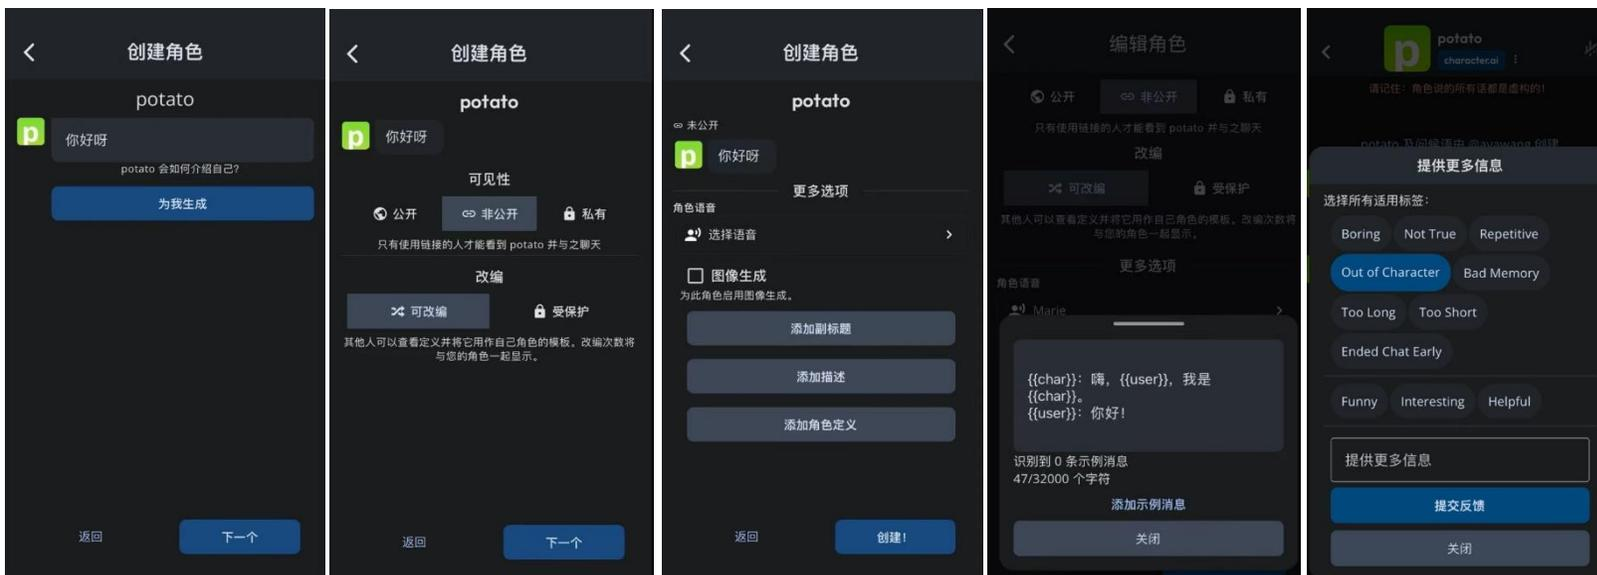 创建角色
potato
p
你好呀
potato 会如何介绍自己?
为我生成
返回
下一个
创建角色
potato
p
你好呀
可见性
公开
非公开
私有
只有使用链接的人才能看到 potato 并与之聊天
改编
可改编
受保护
其他人可以查看定义并将它用作自己角色的模板。改编次数将
与您的角色一起显示。
返回
下一个
创建角色
potato
未公开
p
你好呀
更多选项
角色语音
选择语音
图像生成
为此角色启用图像生成。
添加副标题
添加描述
添加角色定义
返回
创建!
编辑角色
公开
非公开
私有
只有使用链接的人才能看到 potato 并与之聊天
改编
可改编
受保护
其他人可以查看定义并将它用作自己角色的模板。改编次数将
与您的角色一起显示。
更多选项
角色语音
Marie
{{char}}: 嗨, {{user}}, 我是
{{char}}。
{{user}}: 你好!
识别到 0 条示例消息
47/32000 个字符
添加示例消息
关闭
p
potato
character.ai
请记住: 角色说的所有话都是虚构的!
potato 及问候语由 @avawang 创建
提供更多信息
选择所有适用标签:
Boring
Not True
Repetitive
Out of Character
Bad Memory
Too Long
Too Short
Ended Chat Early
Funny
Interesting
Helpful
提供更多信息
提交反馈
关闭